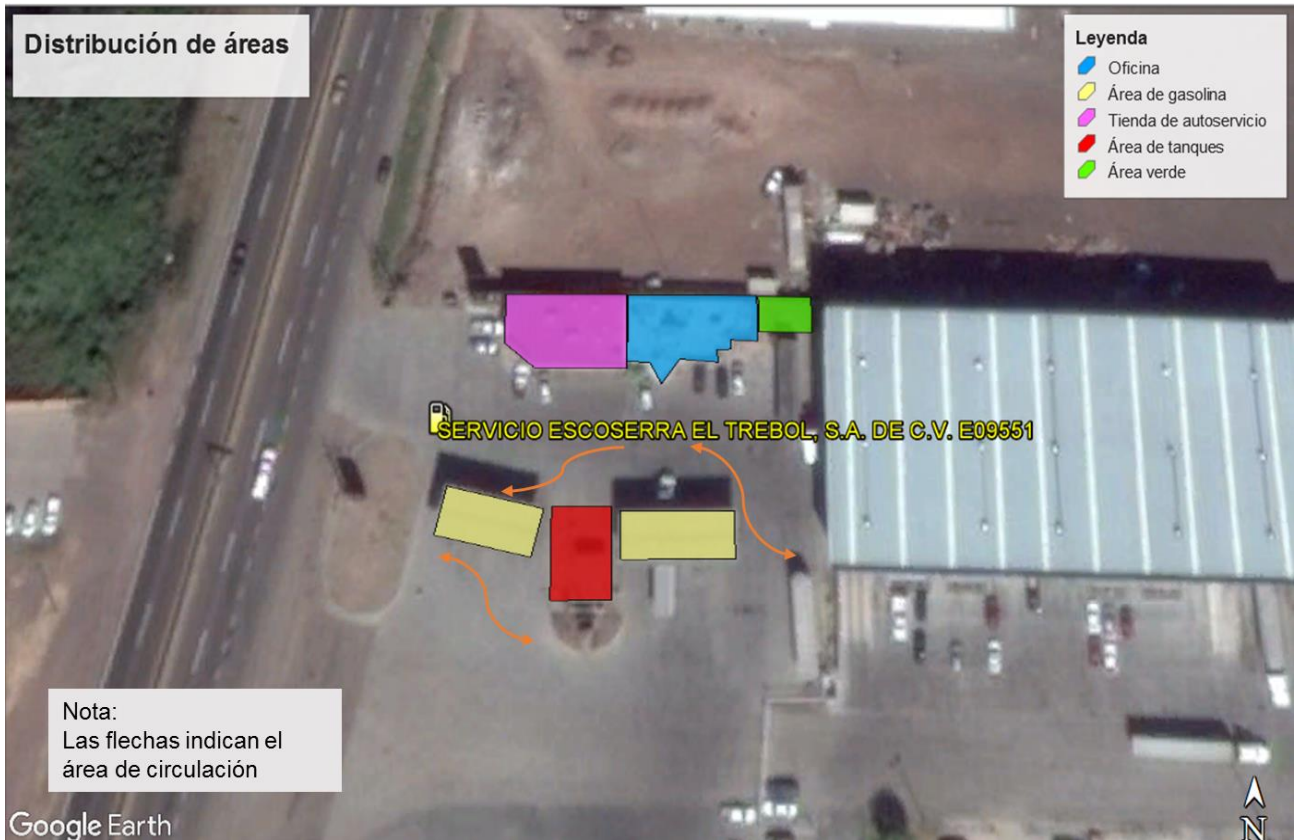 Distribución de áreas
Leyenda
Oficina
Área de gasolina
Tienda de autoservicio
Área de tanques
Área verde
SERVICIO ESCOSERRA EL TREBOL, S.A. DE C.V. E09551
Nota:
Las flechas indican el
área de circulación
Google Earth
N